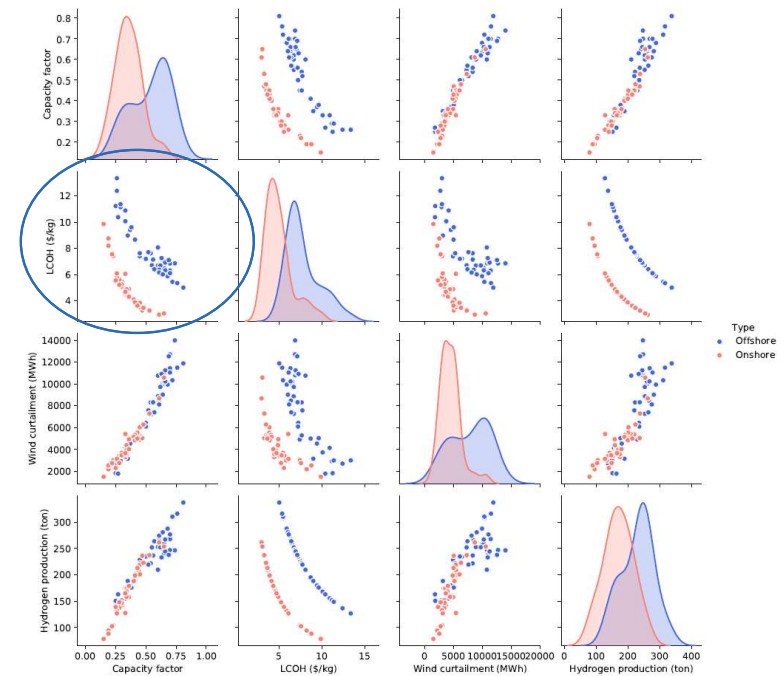 Capacity factor
0.8
0.7
0.6
0.5
0.4
0.3
0.2
LCOH ($/kg)
12
10
8
6
4
Type
Offshore
Onshore
Wind curtailment (MWh)
14000
12000
10000
8000
6000
4000
2000
Hydrogen production (ton)
300
250
200
150
100
0.00 0.25 0.50 0.75 1.00
Capacity factor
5 10 15
LCOH ($/kg)
0 5000 10000 15000 20000
Wind curtailment (MWh)
0 100 200 300 400
Hydrogen production (ton)